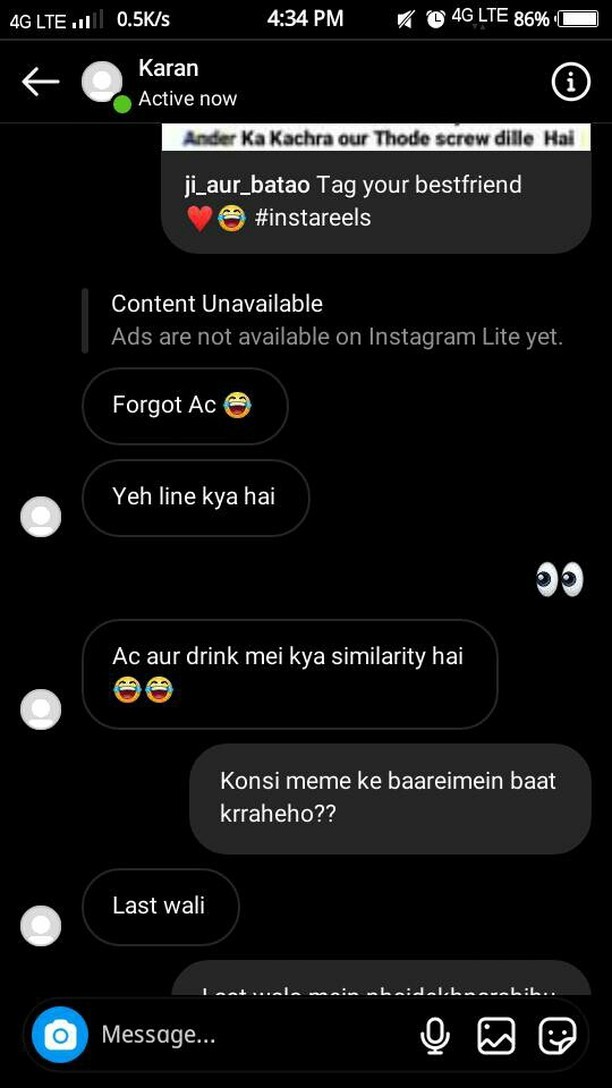 4G LTE 0.5K/s 4:34 PM 4G LTE 86%
Karan
Active now
Ander Ka Kachra our Thode screw dille Hai
ji_aur_batao Tag your bestfriend
❤️😂 #instareels
Content Unavailable
Ads are not available on Instagram Lite yet.
Forgot Ac 😂
Yeh line kya hai
👀
Ac aur drink mei kya similarity hai
😂😂
Konsi meme ke baareimein baat
krraheho??
Last wali
Message...